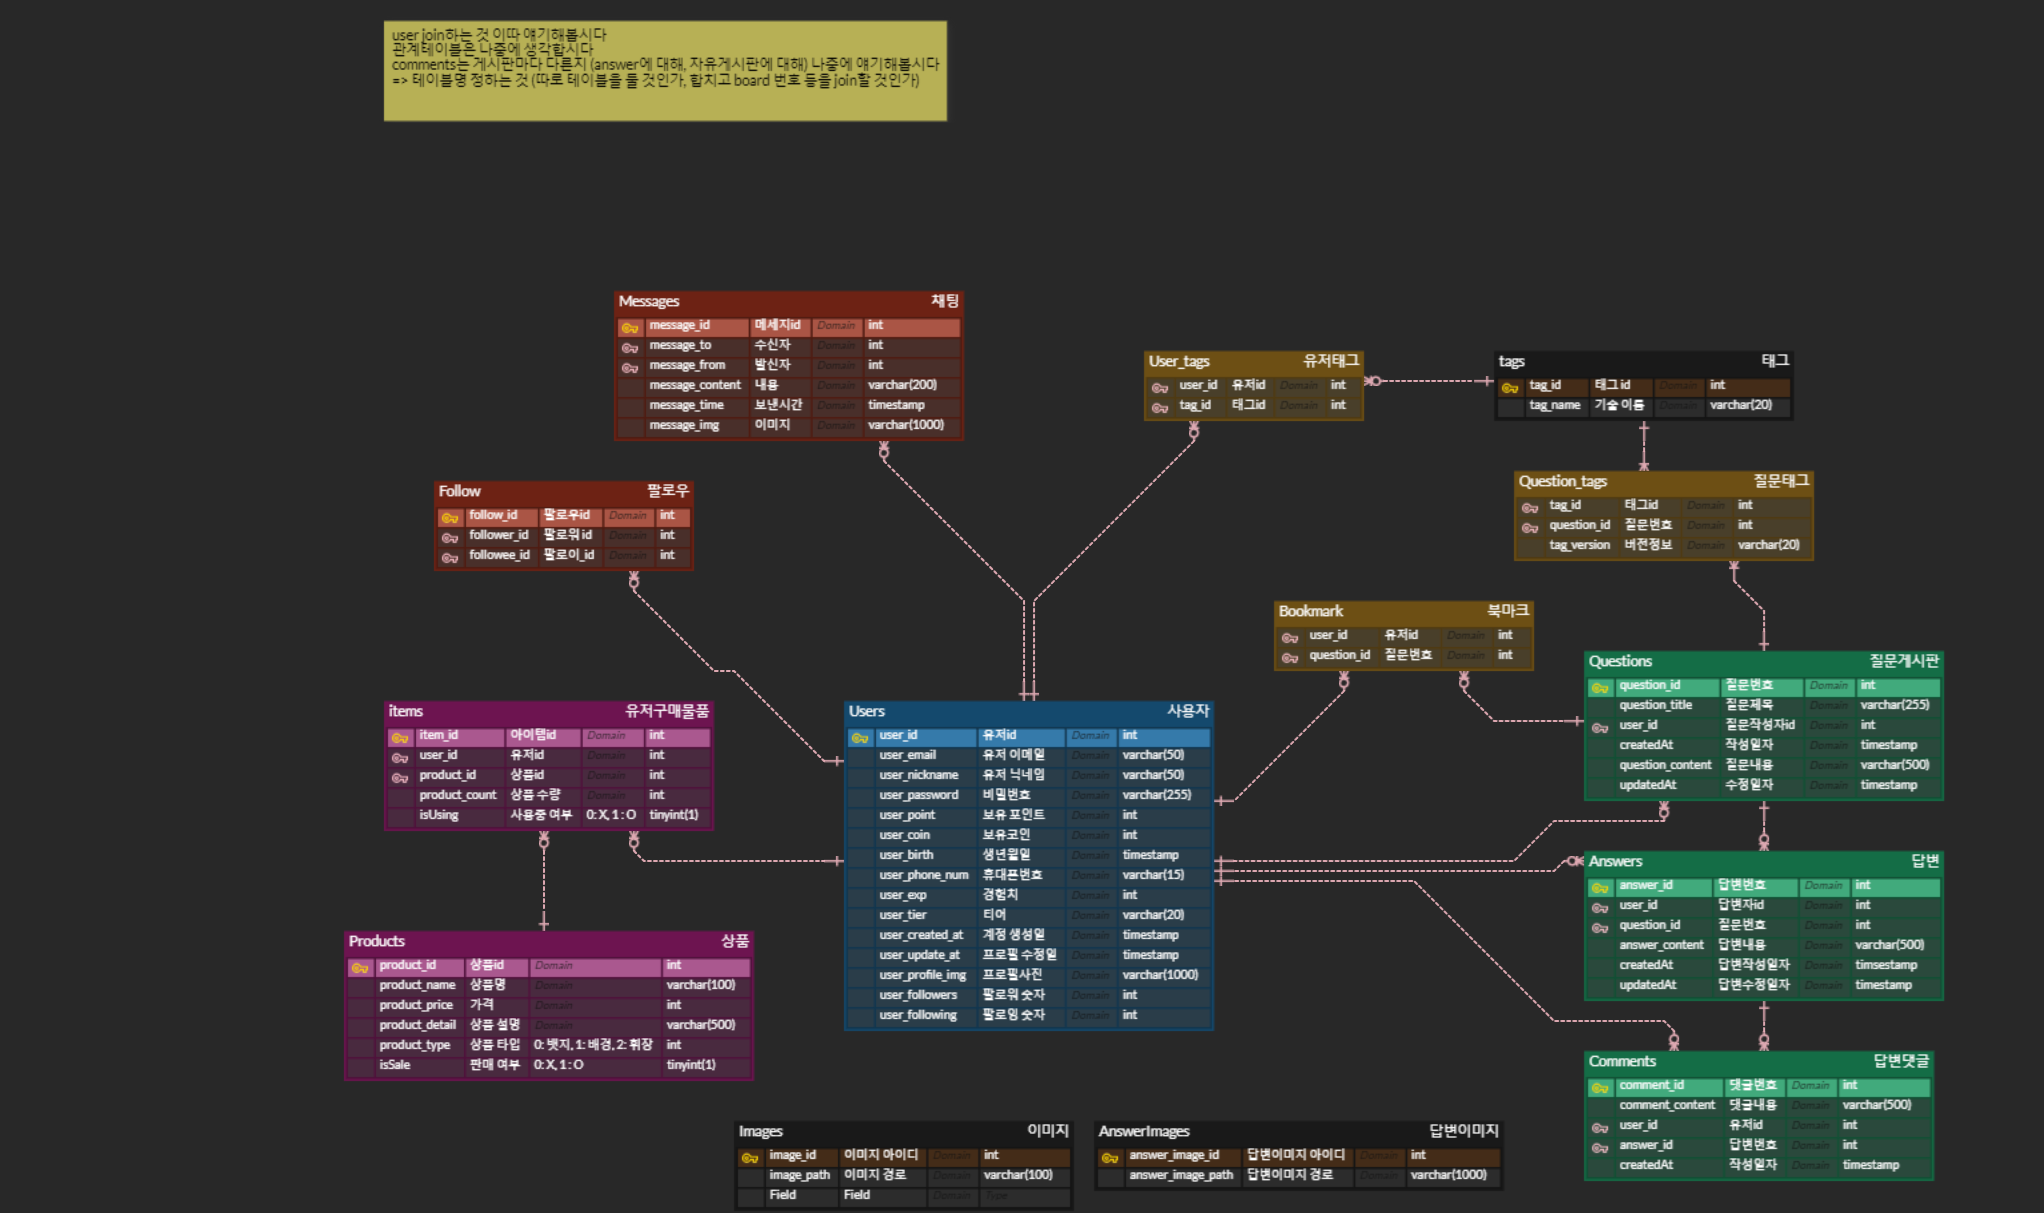 user join하는 것 이따 얘기해봅시다
관계테이블은 나중에 생각합시다
comments는 게시판마다 다른지 (answer에 대해, 자유게시판에 대해) 나중에 얘기해봅시다
=> 테이블명 정하는 것 (따로 테이블을 둘 것인가, 합치고 board 번호 등을 join할 것인가)
Messages 채팅
message_id 메세지id Domain int
message_to 수신자 Domain int
message_from 발신자 Domain int
message_content 내용 Domain varchar(200)
message_time 보낸시간 Domain timestamp
message_img 이미지 Domain varchar(1000)
User_tags 유저태그
user_id 유저id Domain int
tag_id 태그id Domain int
tags 태그
tag_id 태그 id Domain int
tag_name 기술 이름 Domain varchar(20)
Follow 팔로우
follow_id 팔로우id Domain int
follower_id 팔로워 id Domain int
followee_id 팔로이_id Domain int
Question_tags 질문태그
tag_id 태그id Domain int
question_id 질문번호 Domain int
tag_version 버전정보 Domain varchar(20)
Bookmark 북마크
user_id 유저id Domain int
question_id 질문번호 Domain int
Questions 질문게시판
question_id 질문번호 Domain int
question_title 질문제목 Domain varchar(255)
user_id 질문작성자id Domain int
createdAt 작성일자 Domain timestamp
question_content 질문내용 Domain varchar(500)
updatedAt 수정일자 Domain timestamp
items 유저구매물품
item_id 아이템id Domain int
user_id 유저id Domain int
product_id 상품id Domain int
product_count 상품 수량 Domain int
isUsing 사용중 여부 0: X, 1 : O tinyint(1)
Users 사용자
user_id 유저id Domain int
user_email 유저 이메일 Domain varchar(50)
user_nickname 유저 닉네임 Domain varchar(50)
user_password 비밀번호 Domain varchar(255)
user_point 보유 포인트 Domain int
user_coin 보유코인 Domain int
user_birth 생년월일 Domain timestamp
user_phone_num 휴대폰번호 Domain varchar(15)
user_exp 경험치 Domain int
user_tier 티어 Domain varchar(20)
user_created_at 계정 생성일 Domain timestamp
user_update_at 프로필 수정일 Domain timestamp
user_profile_img 프로필사진 Domain varchar(1000)
user_followers 팔로워 숫자 Domain int
user_following 팔로잉 숫자 Domain int
Answers 답변
answer_id 답변번호 Domain int
user_id 답변자id Domain int
question_id 질문번호 Domain int
answer_content 답변내용 Domain varchar(500)
createdAt 답변작성일자 Domain timsestamp
updatedAt 답변수정일자 Domain timestamp
Products 상품
product_id 상품id Domain int
product_name 상품명 Domain varchar(100)
product_price 가격 Domain int
product_detail 상품 설명 Domain varchar(500)
product_type 상품 타입 0: 뱃지, 1: 배경, 2: 휘장 int
isSale 판매 여부 0: X, 1 : O tinyint(1)
Comments 답변댓글
comment_id 댓글번호 Domain int
comment_content 댓글내용 Domain varchar(500)
user_id 유저id Domain int
answer_id 답변번호 Domain int
createdAt 작성일자 Domain timestamp
Images 이미지
image_id 이미지 아이디 Domain int
image_path 이미지 경로 Domain varchar(100)
Field Field Domain Type
AnswerImages 답변이미지
answer_image_id 답변이미지 아이디 Domain int
answer_image_path 답변이미지 경로 Domain varchar(1000)